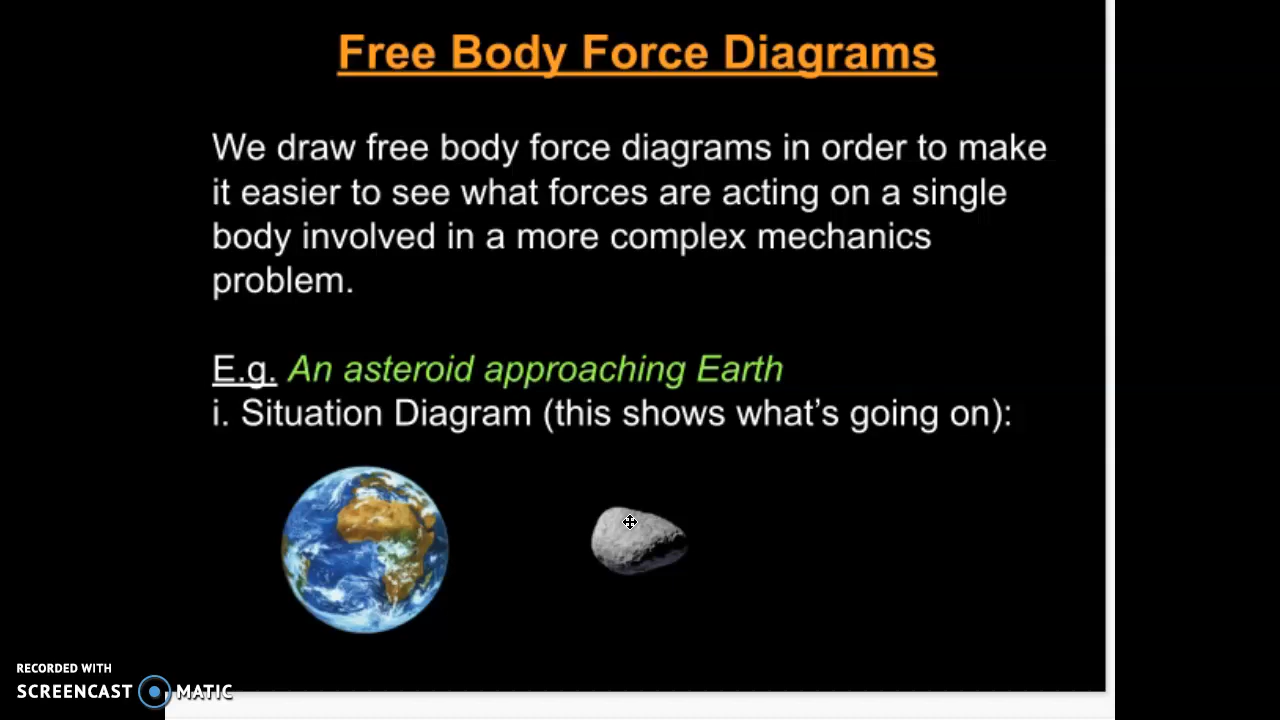 Free Body Force Diagrams
We draw free body force diagrams in order to make
it easier to see what forces are acting on a single
body involved in a more complex mechanics
problem.
E.g. An asteroid approaching Earth
i. Situation Diagram (this shows what’s going on):
RECORDED WITH
SCREENCAST MATIC